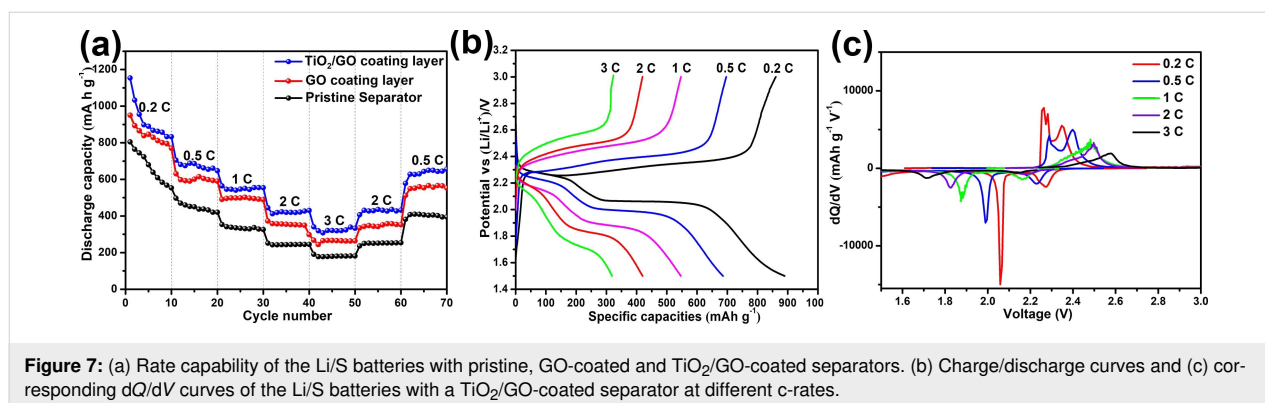 (a)
TiO2/GO coating layer
GO coating layer
Pristine Separator
0.2 C
0.5 C
1 C
2 C
3 C
2 C
0.5 C
1200
1000
800
600
400
200
0
0 10 20 30 40 50 60 70
Cycle number
Discharge capacity (mA h g-1)
(b)
3 C 2 C 1 C 0.5 C 0.2 C
3.2
3.0
2.8
2.6
2.4
2.2
2.0
1.8
1.6
1.4
0 100 200 300 400 500 600 700 800 900 100
Specific capacities (mAh g-1)
Potential vs (Li/Li+)/V
(c)
0.2 C
0.5 C
1 C
2 C
3 C
10000
0
-10000
1.6 1.8 2.0 2.2 2.4 2.6 2.8 3.0
Voltage (V)
dQ/dV (mAh g-1 V-1)
Figure 7: (a) Rate capability of the Li/S batteries with pristine, GO-coated and TiO2/GO-coated separators. (b) Charge/discharge curves and (c) cor-
responding dQ/dV curves of the Li/S batteries with a TiO2/GO-coated separator at different c-rates.